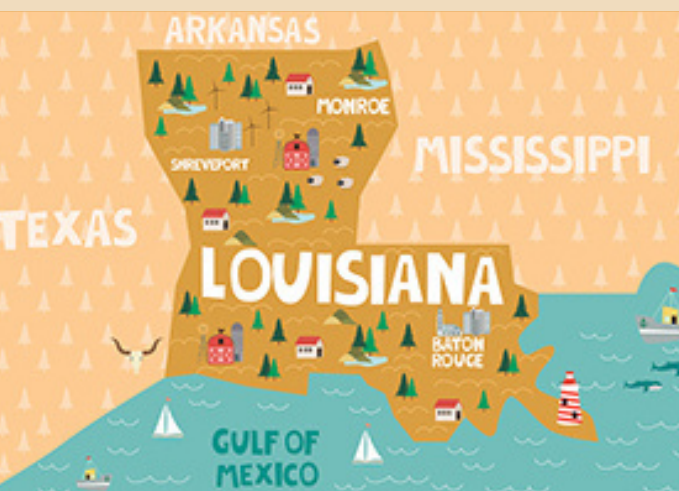 ARKANSAS
MONROE
SHREVEPORT
MISSISSIPPI
TEXAS
LOUISIANA
BATON
ROUGE
GULF OF
MEXICO